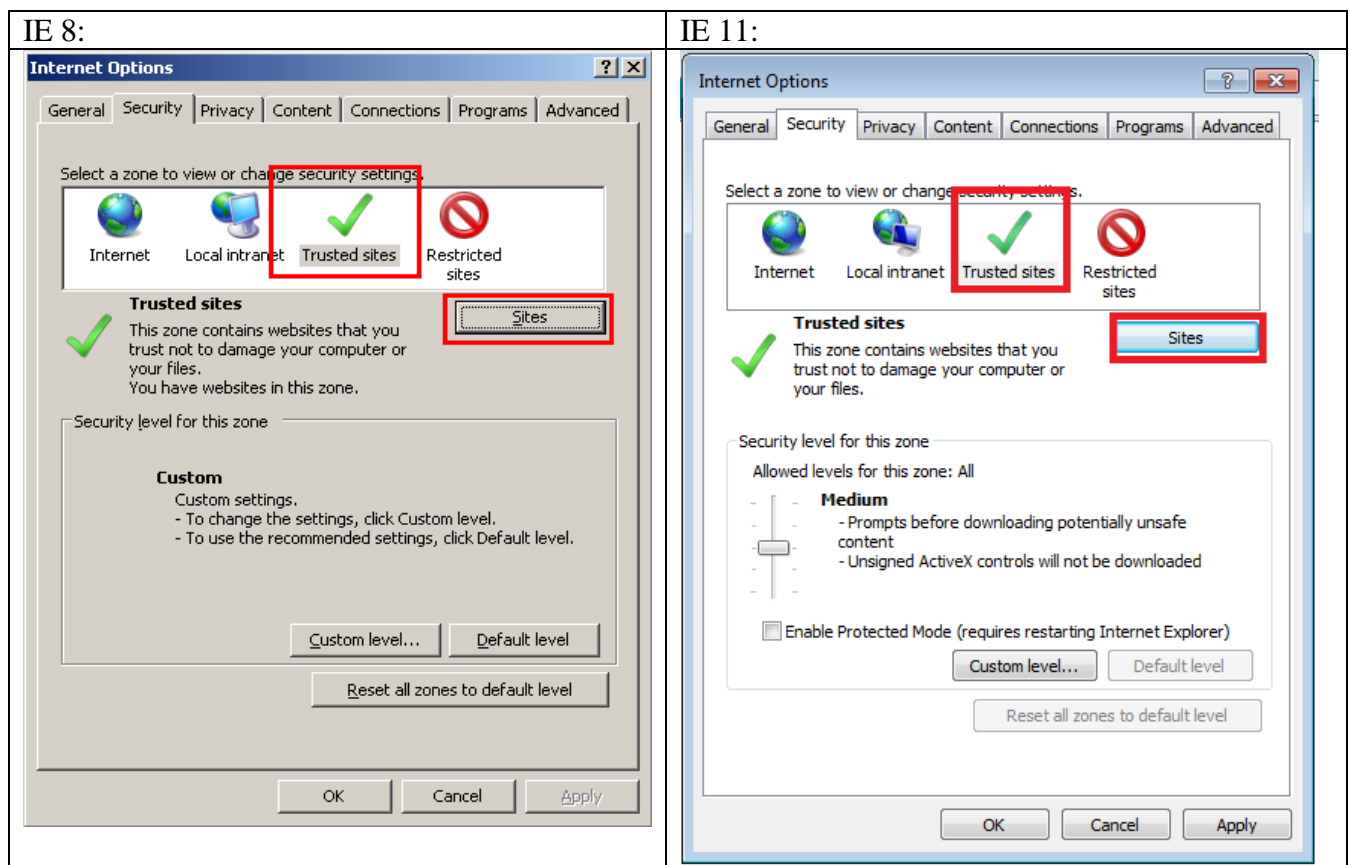 IE 8:
Internet Options
General Security Privacy Content Connections Programs Advanced
Select a zone to view or change security settings.
Internet Local intranet Trusted sites Restricted
sites
Trusted sites
Sites
This zone contains websites that you
trust not to damage your computer or
your files.
You have websites in this zone.
Security level for this zone
Custom
Custom settings.
- To change the settings, click Custom level.
- To use the recommended settings, click Default level.
Custom level... Default level
Reset all zones to default level
OK Cancel Apply
IE 11:
Internet Options
General Security Privacy Content Connections Programs Advanced
Select a zone to view or change security settings.
Internet Local intranet Trusted sites Restricted
sites
Trusted sites
Sites
This zone contains websites that you
trust not to damage your computer or
your files.
Security level for this zone
Allowed levels for this zone: All
Medium
- Prompts before downloading potentially unsafe
content
- Unsigned ActiveX controls will not be downloaded
Enable Protected Mode (requires restarting Internet Explorer)
Custom level... Default level
Reset all zones to default level
OK Cancel Apply